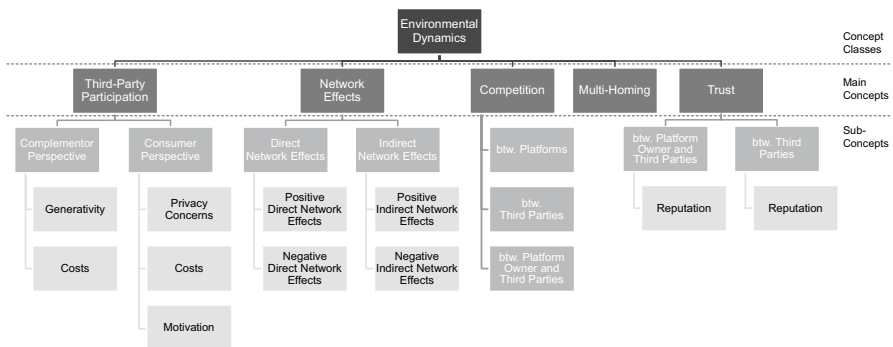 Environmental
Dynamics
Concept
Classes
Third-Party
Participation
Network
Effects
Competition
Multi-Homing
Trust
Main
Concepts
Sub-
Concepts
Complementor
Perspective
Consumer
Perspective
Direct
Network Effects
Indirect
Network Effects
btw. Platforms
btw. Platform
Owner and
Third Parties
btw. Third
Parties
Generativity
Privacy
Concerns
Positive
Direct Network
Effects
Positive
Indirect Network
Effects
btw.
Third Parties
Reputation
Reputation
Costs
Costs
Negative
Direct Network
Effects
Negative
Indirect Network
Effects
btw. Platform
Owner and
Third Parties
Motivation